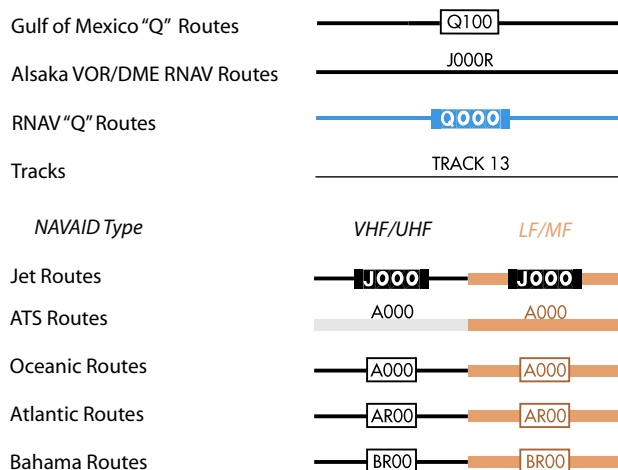 Gulf of Mexico “Q” Routes Q100
Alsaka VOR/DME RNAV Routes J000R
RNAV “Q” Routes Q000
Tracks TRACK 13
NAVAID Type VHF/UHF LF/MF
Jet Routes J000 J000
ATS Routes A000 A000
Oceanic Routes A000 A000
Atlantic Routes AR00 AR00
Bahama Routes BR00 BR00